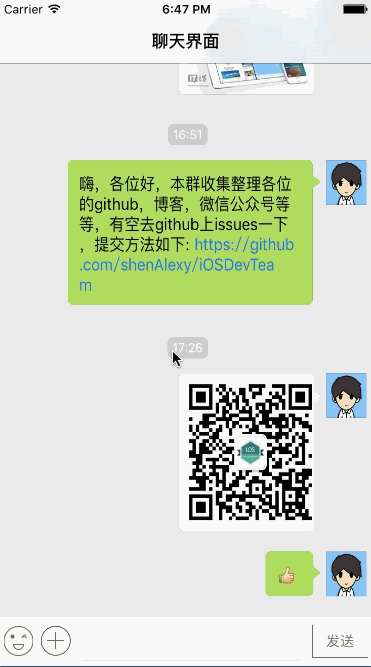 Carrier 6:47 PM
聊天界面
16:51
嗨，各位好，本群收集整理各位
的github，博客，微信公众号等
等，有空去github上issues一下
，提交方法如下: https://github
.com/shenAlexy/iOSDevTea
m
17:26
iOS
发送